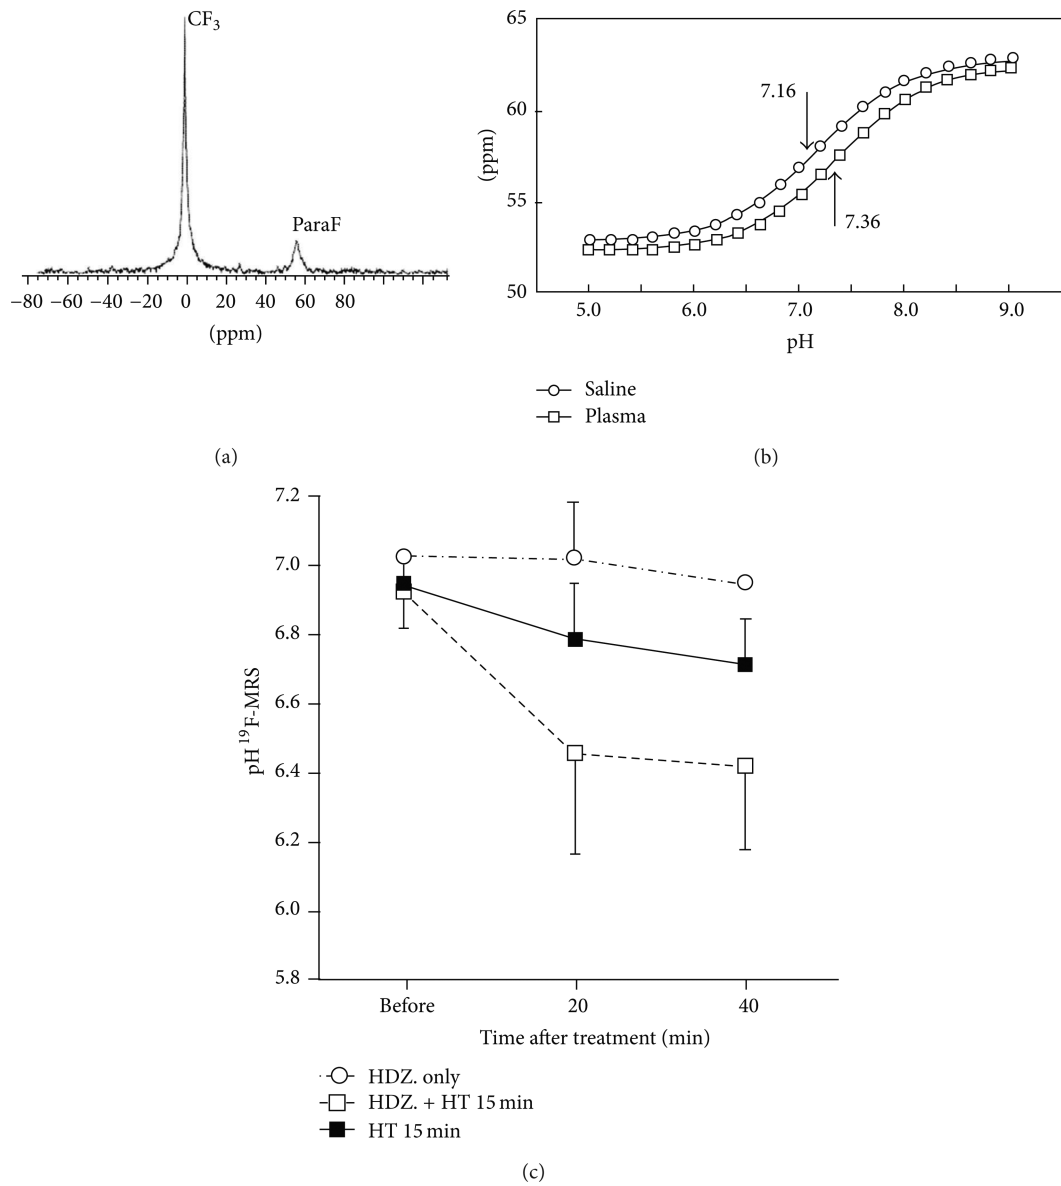 CF3
ParaF
−80 −60 −40 −20 0 20 40 60 80
(ppm)
(a)
65
60
55
50
(ppm)
7.16
7.36
5.0 6.0 7.0 8.0 9.0
pH
Saline
Plasma
(b)
7.2
7.0
6.8
6.6
6.4
6.2
6.0
5.8
pH 19F-MRS
Before 20 40
Time after treatment (min)
HDZ. only
HDZ. + HT 15 min
HT 15 min
(c)